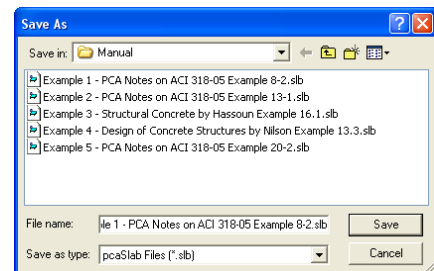 Save As
Save in: Manual
Example 1 - PCA Notes on ACI 318-05 Example 8-2.slb
Example 2 - PCA Notes on ACI 318-05 Example 13-1.slb
Example 3 - Structural Concrete by Hassoun Example 16.1.slb
Example 4 - Design of Concrete Structures by Nilson Example 13.3.slb
Example 5 - PCA Notes on ACI 318-05 Example 20-2.slb
File name: le 1 - PCA Notes on ACI 318-05 Example 8-2.slb Save
Save as type: pcaSlab Files (*.slb) Cancel